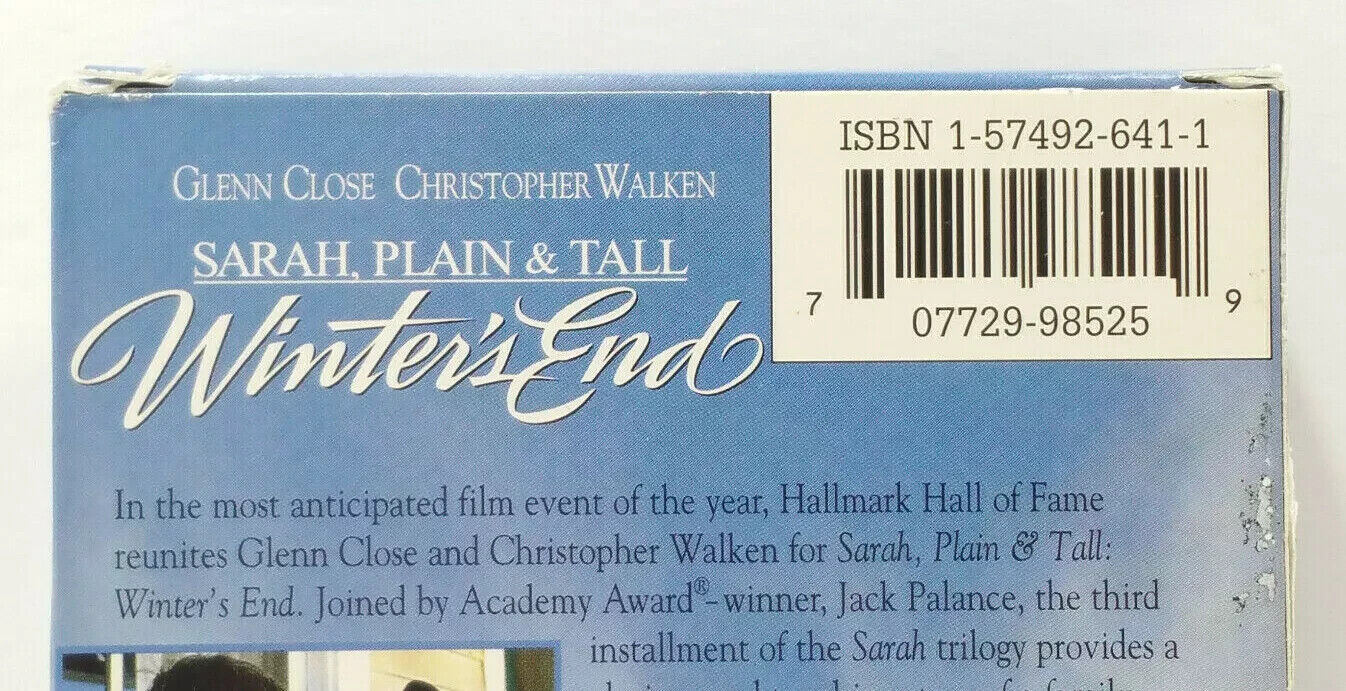 ISBN 1-57492-641-1
7 07729-98525 9
GLENN CLOSE CHRISTOPHER WALKEN
SARAH, PLAIN & TALL
Winter's End
In the most anticipated film event of the year, Hallmark Hall of Fame
reunites Glenn Close and Christopher Walken for Sarah, Plain & Tall:
Winter's End. Joined by Academy Award®-winner, Jack Palance, the third
installment of the Sarah trilogy provides a